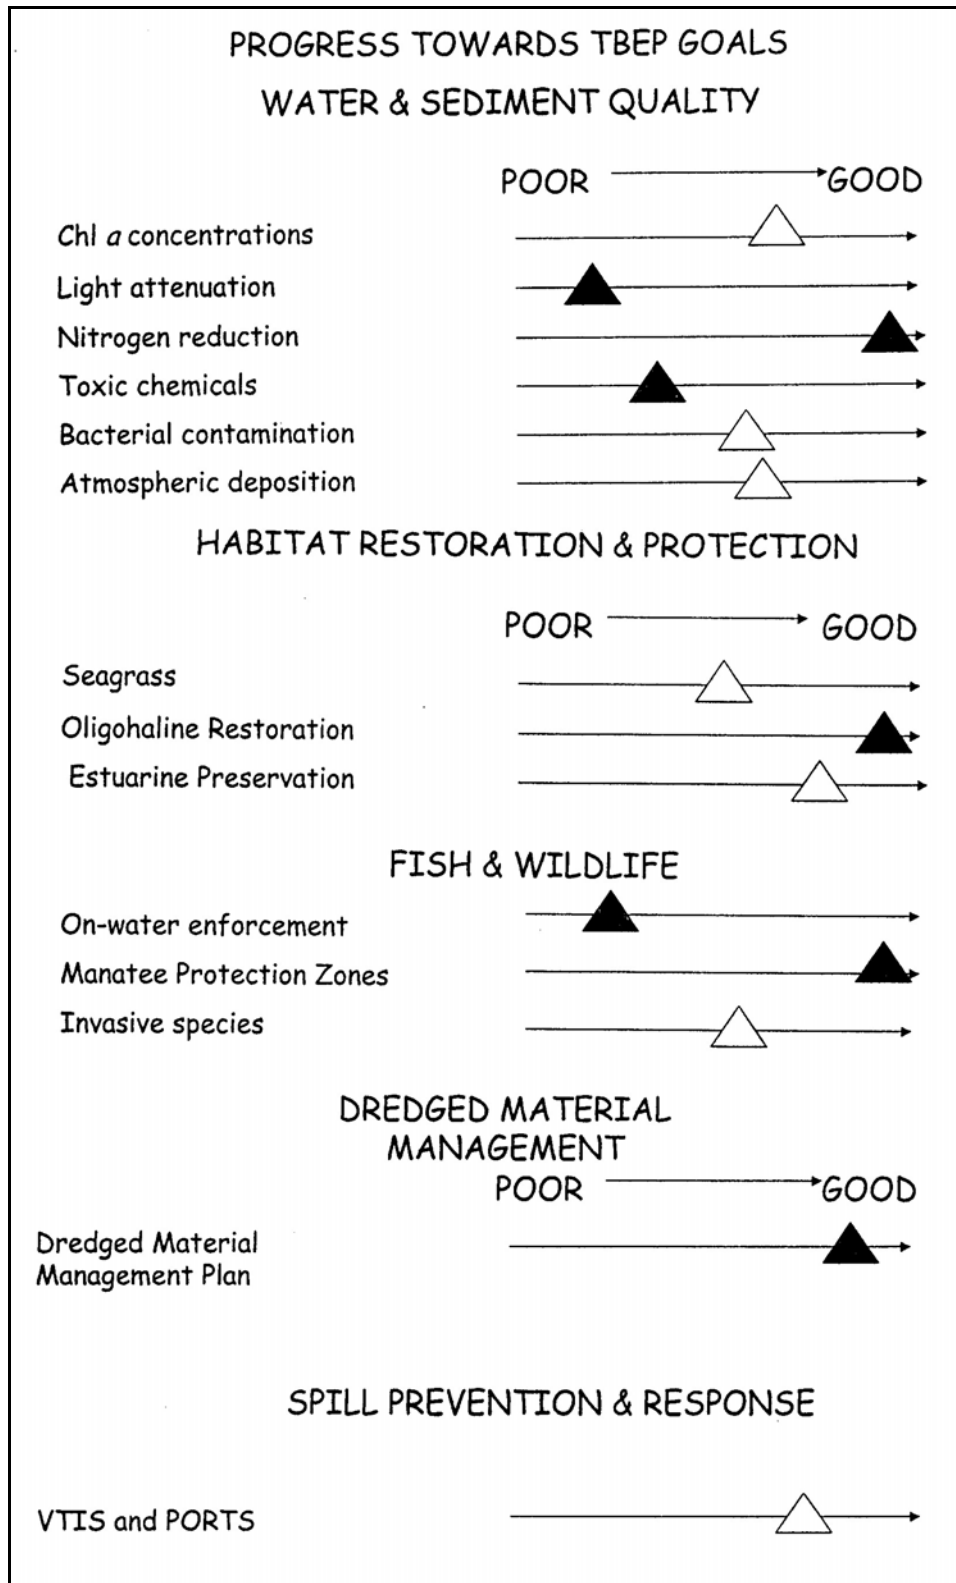 PROGRESS TOWARDS TBEP GOALS
WATER & SEDIMENT QUALITY
POOR GOOD
Chl a concentrations
Light attenuation
Nitrogen reduction
Toxic chemicals
Bacterial contamination
Atmospheric deposition
HABITAT RESTORATION & PROTECTION
POOR GOOD
Seagrass
Oligohaline Restoration
Estuarine Preservation
FISH & WILDLIFE
On-water enforcement
Manatee Protection Zones
Invasive species
DREDGED MATERIAL
MANAGEMENT
POOR GOOD
Dredged Material
Management Plan
SPILL PREVENTION & RESPONSE
VTIS and PORTS